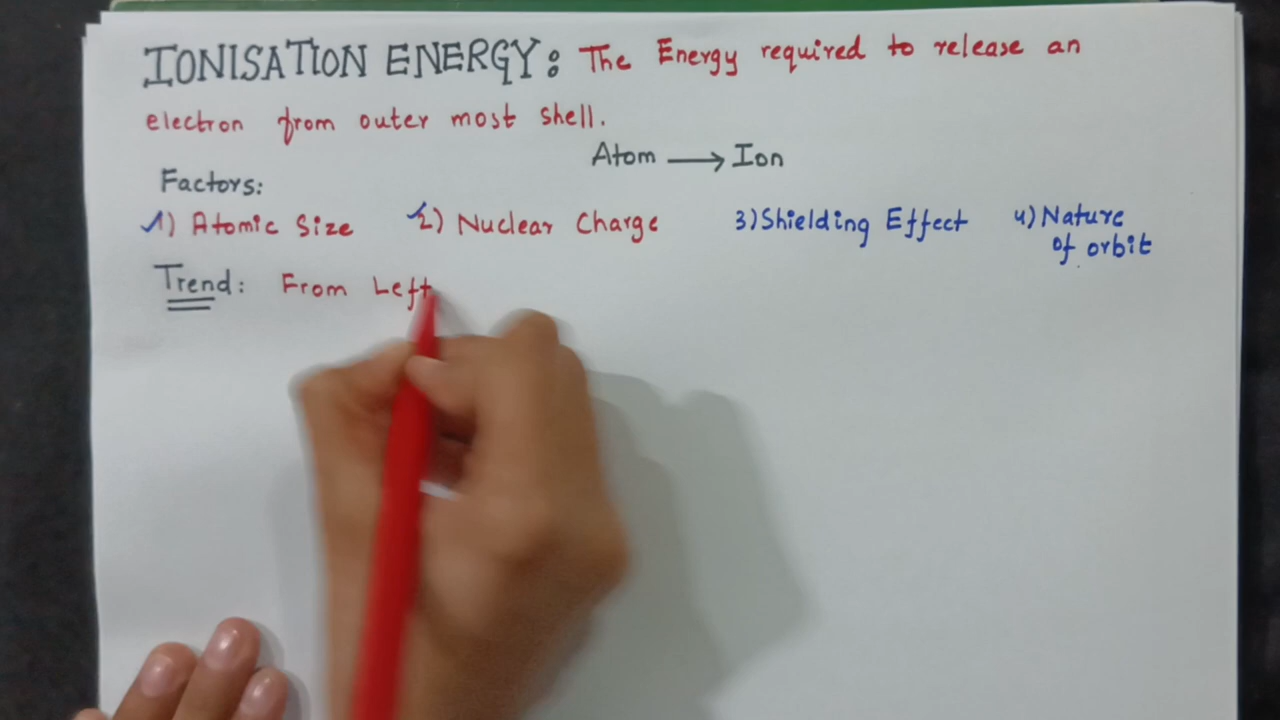 IONISATION ENERGY: The Energy required to release an
electron from outer most shell.
Atom → Ion
Factors:
1) Atomic Size 2) Nuclear Charge 3) Shielding Effect 4) Nature
of orbit
Trend: From Left